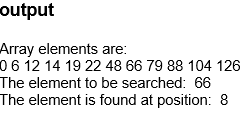 output
Array elements are:
0 6 12 14 19 22 48 66 79 88 104 126
The element to be searched:  66
The element is found at position:  8